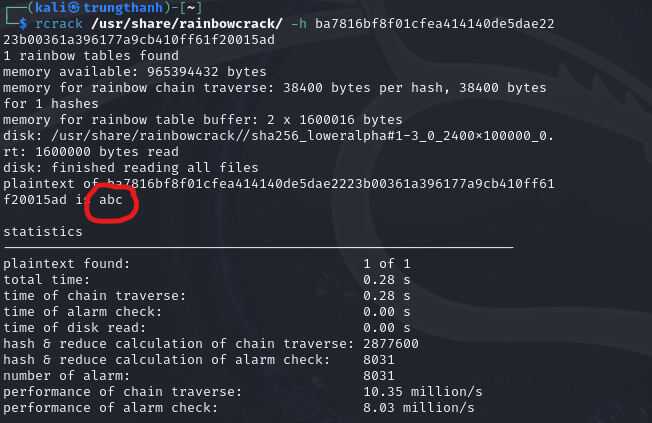 (kali㉿trungthanh)-[~]
$ rcrack /usr/share/rainbowcrack/ -h ba7816bf8f01cfea414140de5dae22
23b00361a396177a9cb410ff61f20015ad
1 rainbow tables found
memory available: 965394432 bytes
memory for rainbow chain traverse: 38400 bytes per hash, 38400 bytes
for 1 hashes
memory for rainbow table buffer: 2 x 1600016 bytes
disk: /usr/share/rainbowcrack//sha256_loweralpha#1-3_0_2400x100000_0.
rt: 1600000 bytes read
disk: finished reading all files
plaintext of ba7816bf8f01cfea414140de5dae2223b00361a396177a9cb410ff61
f20015ad is abc
statistics
plaintext found: 1 of 1
total time: 0.28 s
time of chain traverse: 0.28 s
time of alarm check: 0.00 s
time of disk read: 0.00 s
hash & reduce calculation of chain traverse: 2877600
hash & reduce calculation of alarm check: 8031
number of alarm: 8031
performance of chain traverse: 10.35 million/s
performance of alarm check: 8.03 million/s